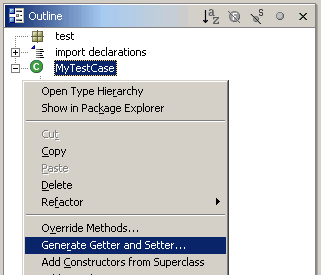 Outline
test
import declarations
MyTestCase
Open Type Hierarchy
Show in Package Explorer
Cut
Copy
Paste
Delete
Refactor
Override Methods...
Generate Getter and Setter...
Add Constructors from Superclass